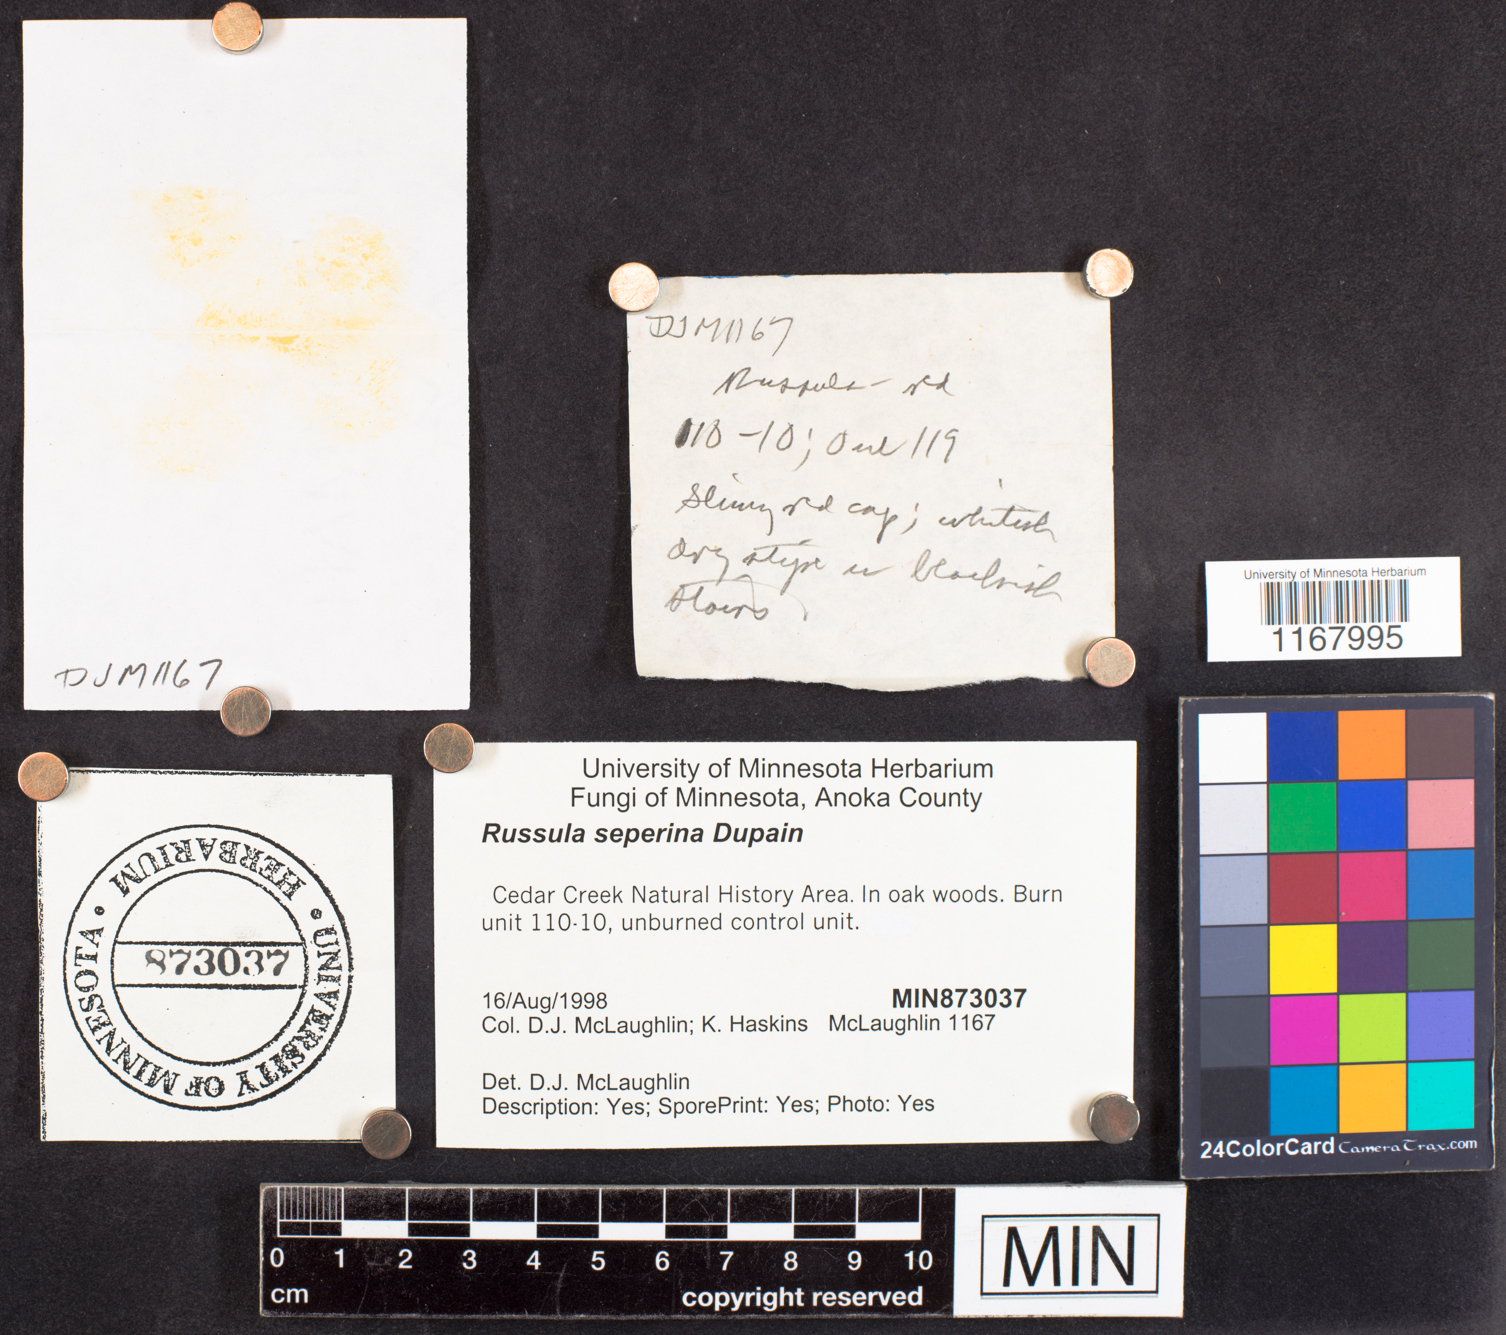 DJM1167
DJM1167
Russula - red
110-10; Oak 119
Slimy red cap; whitish
dry stipe w blackish
stains
University of Minnesota Herbarium
1167995
UNIVERSITY OF MINNESOTA • HERBARIUM •
873037
University of Minnesota Herbarium
Fungi of Minnesota, Anoka County
Russula seperina Dupain
Cedar Creek Natural History Area. In oak woods. Burn
unit 110-10, unburned control unit.
16/Aug/1998 MIN873037
Col. D.J. McLaughlin; K. Haskins McLaughlin 1167
Det. D.J. McLaughlin
Description: Yes; SporePrint: Yes; Photo: Yes
24ColorCard CameraTrax.com
0 1 2 3 4 5 6 7 8 9 10
cm copyright reserved
MIN